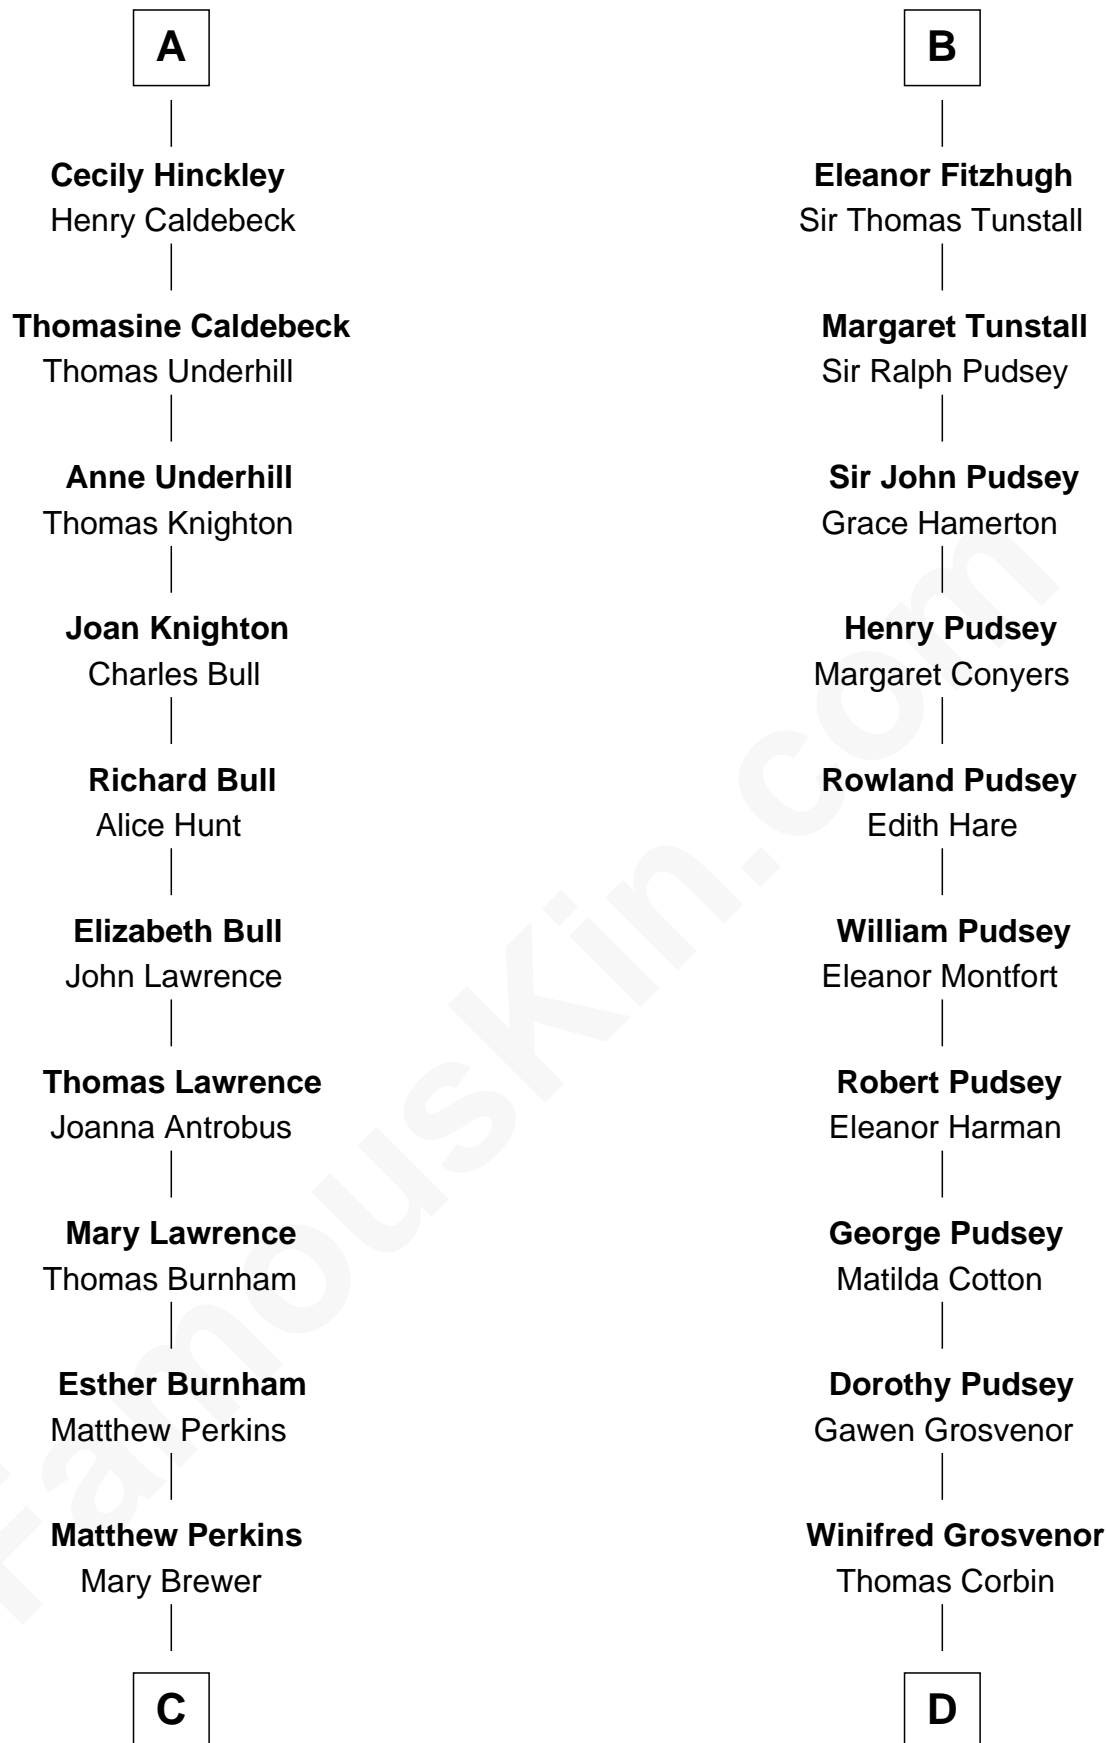 A
Cecily Hinckley
Henry Caldebeck
Thomasine Caldebeck
Thomas Underhill
Anne Underhill
Thomas Knighton
Joan Knighton
Charles Bull
Richard Bull
Alice Hunt
Elizabeth Bull
John Lawrence
Thomas Lawrence
Joanna Antrobus
Mary Lawrence
Thomas Burnham
Esther Burnham
Matthew Perkins
Matthew Perkins
Mary Brewer
C
B
Eleanor Fitzhugh
Sir Thomas Tunstall
Margaret Tunstall
Sir Ralph Pudsey
Sir John Pudsey
Grace Hamerton
Henry Pudsey
Margaret Conyers
Rowland Pudsey
Edith Hare
William Pudsey
Eleanor Montfort
Robert Pudsey
Eleanor Harman
George Pudsey
Matilda Cotton
Dorothy Pudsey
Gawen Grosvenor
Winifred Grosvenor
Thomas Corbin
D
FamousKin.com